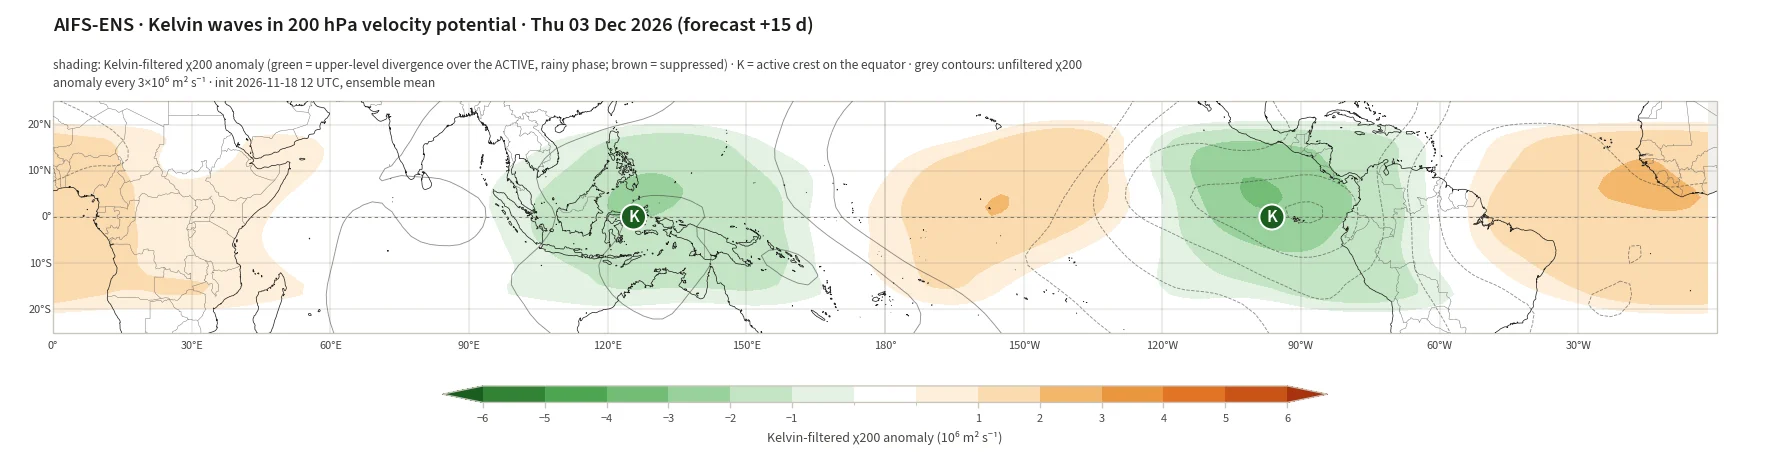 AIFS-ENS · Kelvin waves in 200 hPa velocity potential · Thu 03 Dec 2026 (forecast +15 d)
shading: Kelvin-filtered χ200 anomaly (green = upper-level divergence over the ACTIVE, rainy phase; brown = suppressed) · K = active crest on the equator · grey contours: unfiltered χ200
anomaly every 3×10⁶ m² s⁻¹ · init 2026-11-18 12 UTC, ensemble mean
20°N
10°N
0°
10°S
20°S
K
K
0° 30°E 60°E 90°E 120°E 150°E 180° 150°W 120°W 90°W 60°W 30°W
−6 −5 −4 −3 −2 −1 1 2 3 4 5 6
Kelvin-filtered χ200 anomaly (10⁶ m² s⁻¹)